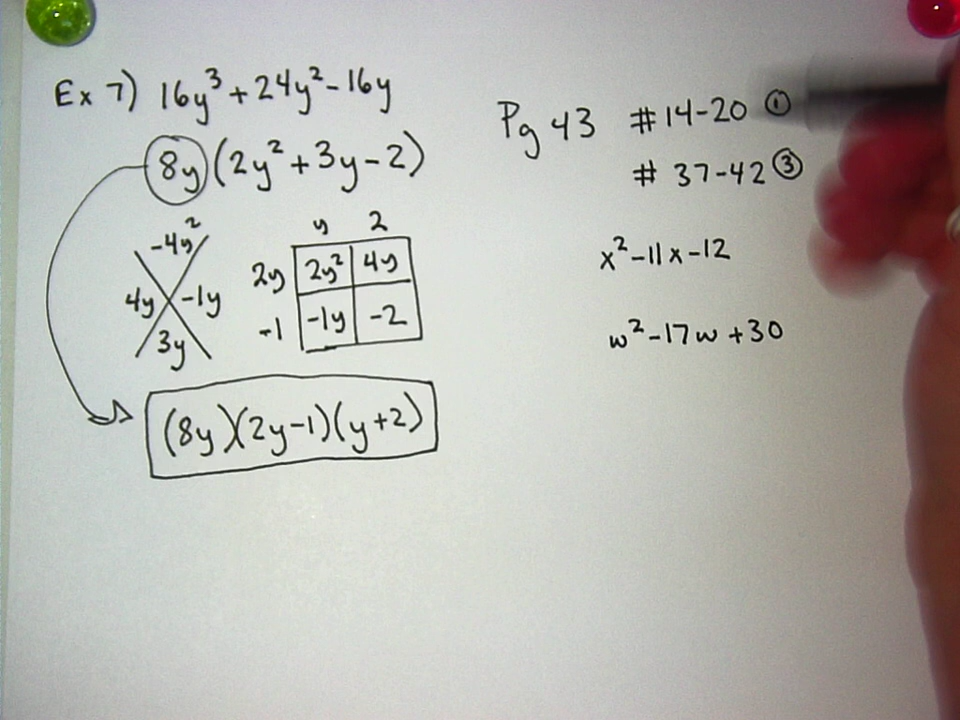 Ex 7) 16y³ + 24y² - 16y
8y (2y² + 3y - 2)
-4y²
4y -1y
3y
y 2
2y 2y² 4y
-1 -1y -2
(8y)(2y-1)(y+2)
Pg 43 # 14-20 ①
# 37-42 ③
x² - 11x - 12
w² - 17w + 30